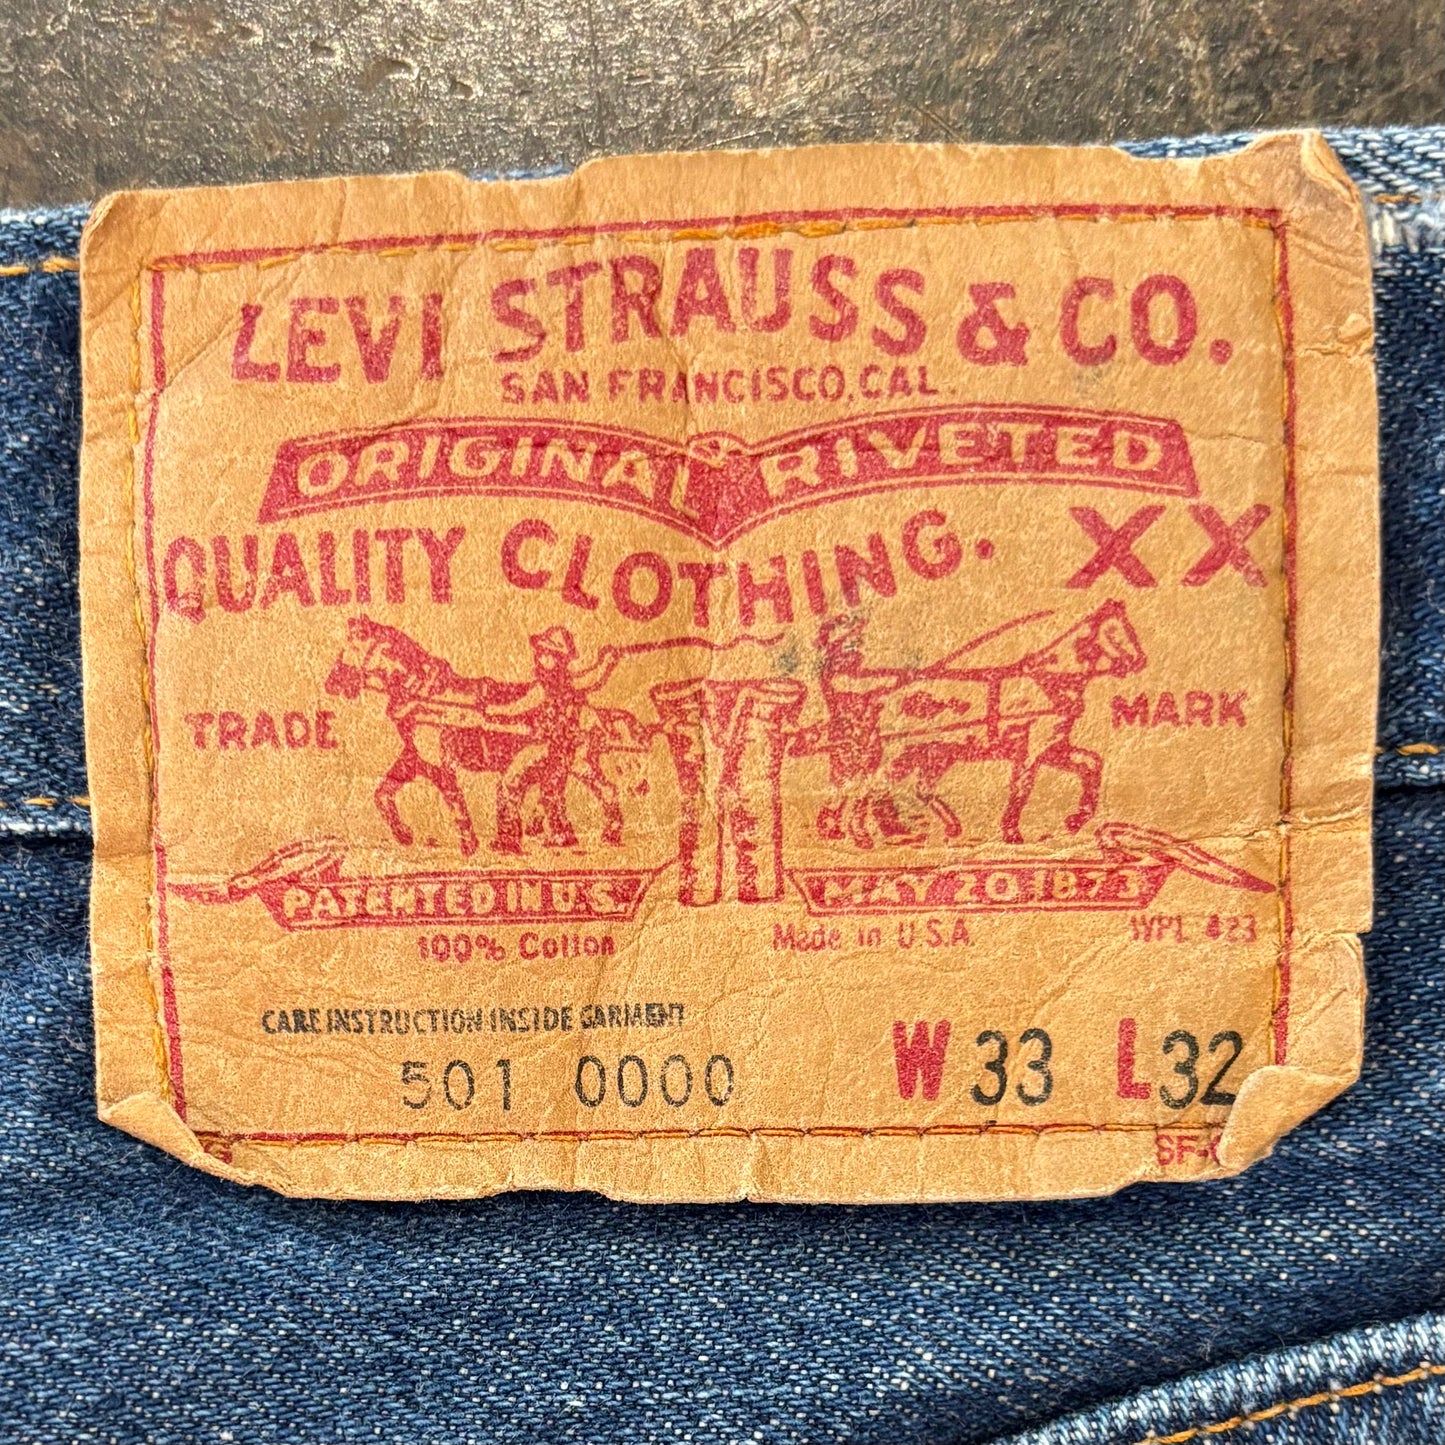 LEVI STRAUSS & CO.
SAN FRANCISCO, CAL.
ORIGINAL RIVETED
QUALITY CLOTHING. XX
TRADE MARK
PATENTED IN U.S. MAY 20 1873
100% Cotton Made in U.S.A. WPL 423
CARE INSTRUCTION INSIDE GARMENT
501 0000 W 33 L 32